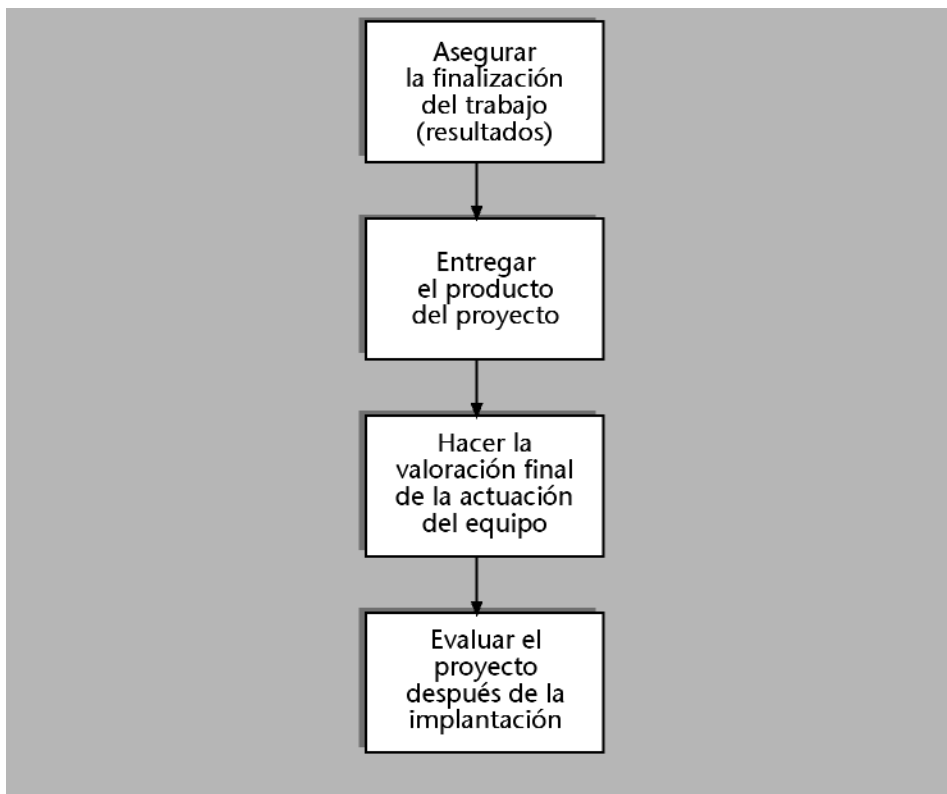 Asegurar
la finalización
del trabajo
(resultados)
Entregar
el producto
del proyecto
Hacer la
valoración final
de la actuación
del equipo
Evaluar el
proyecto
después de la
implantación